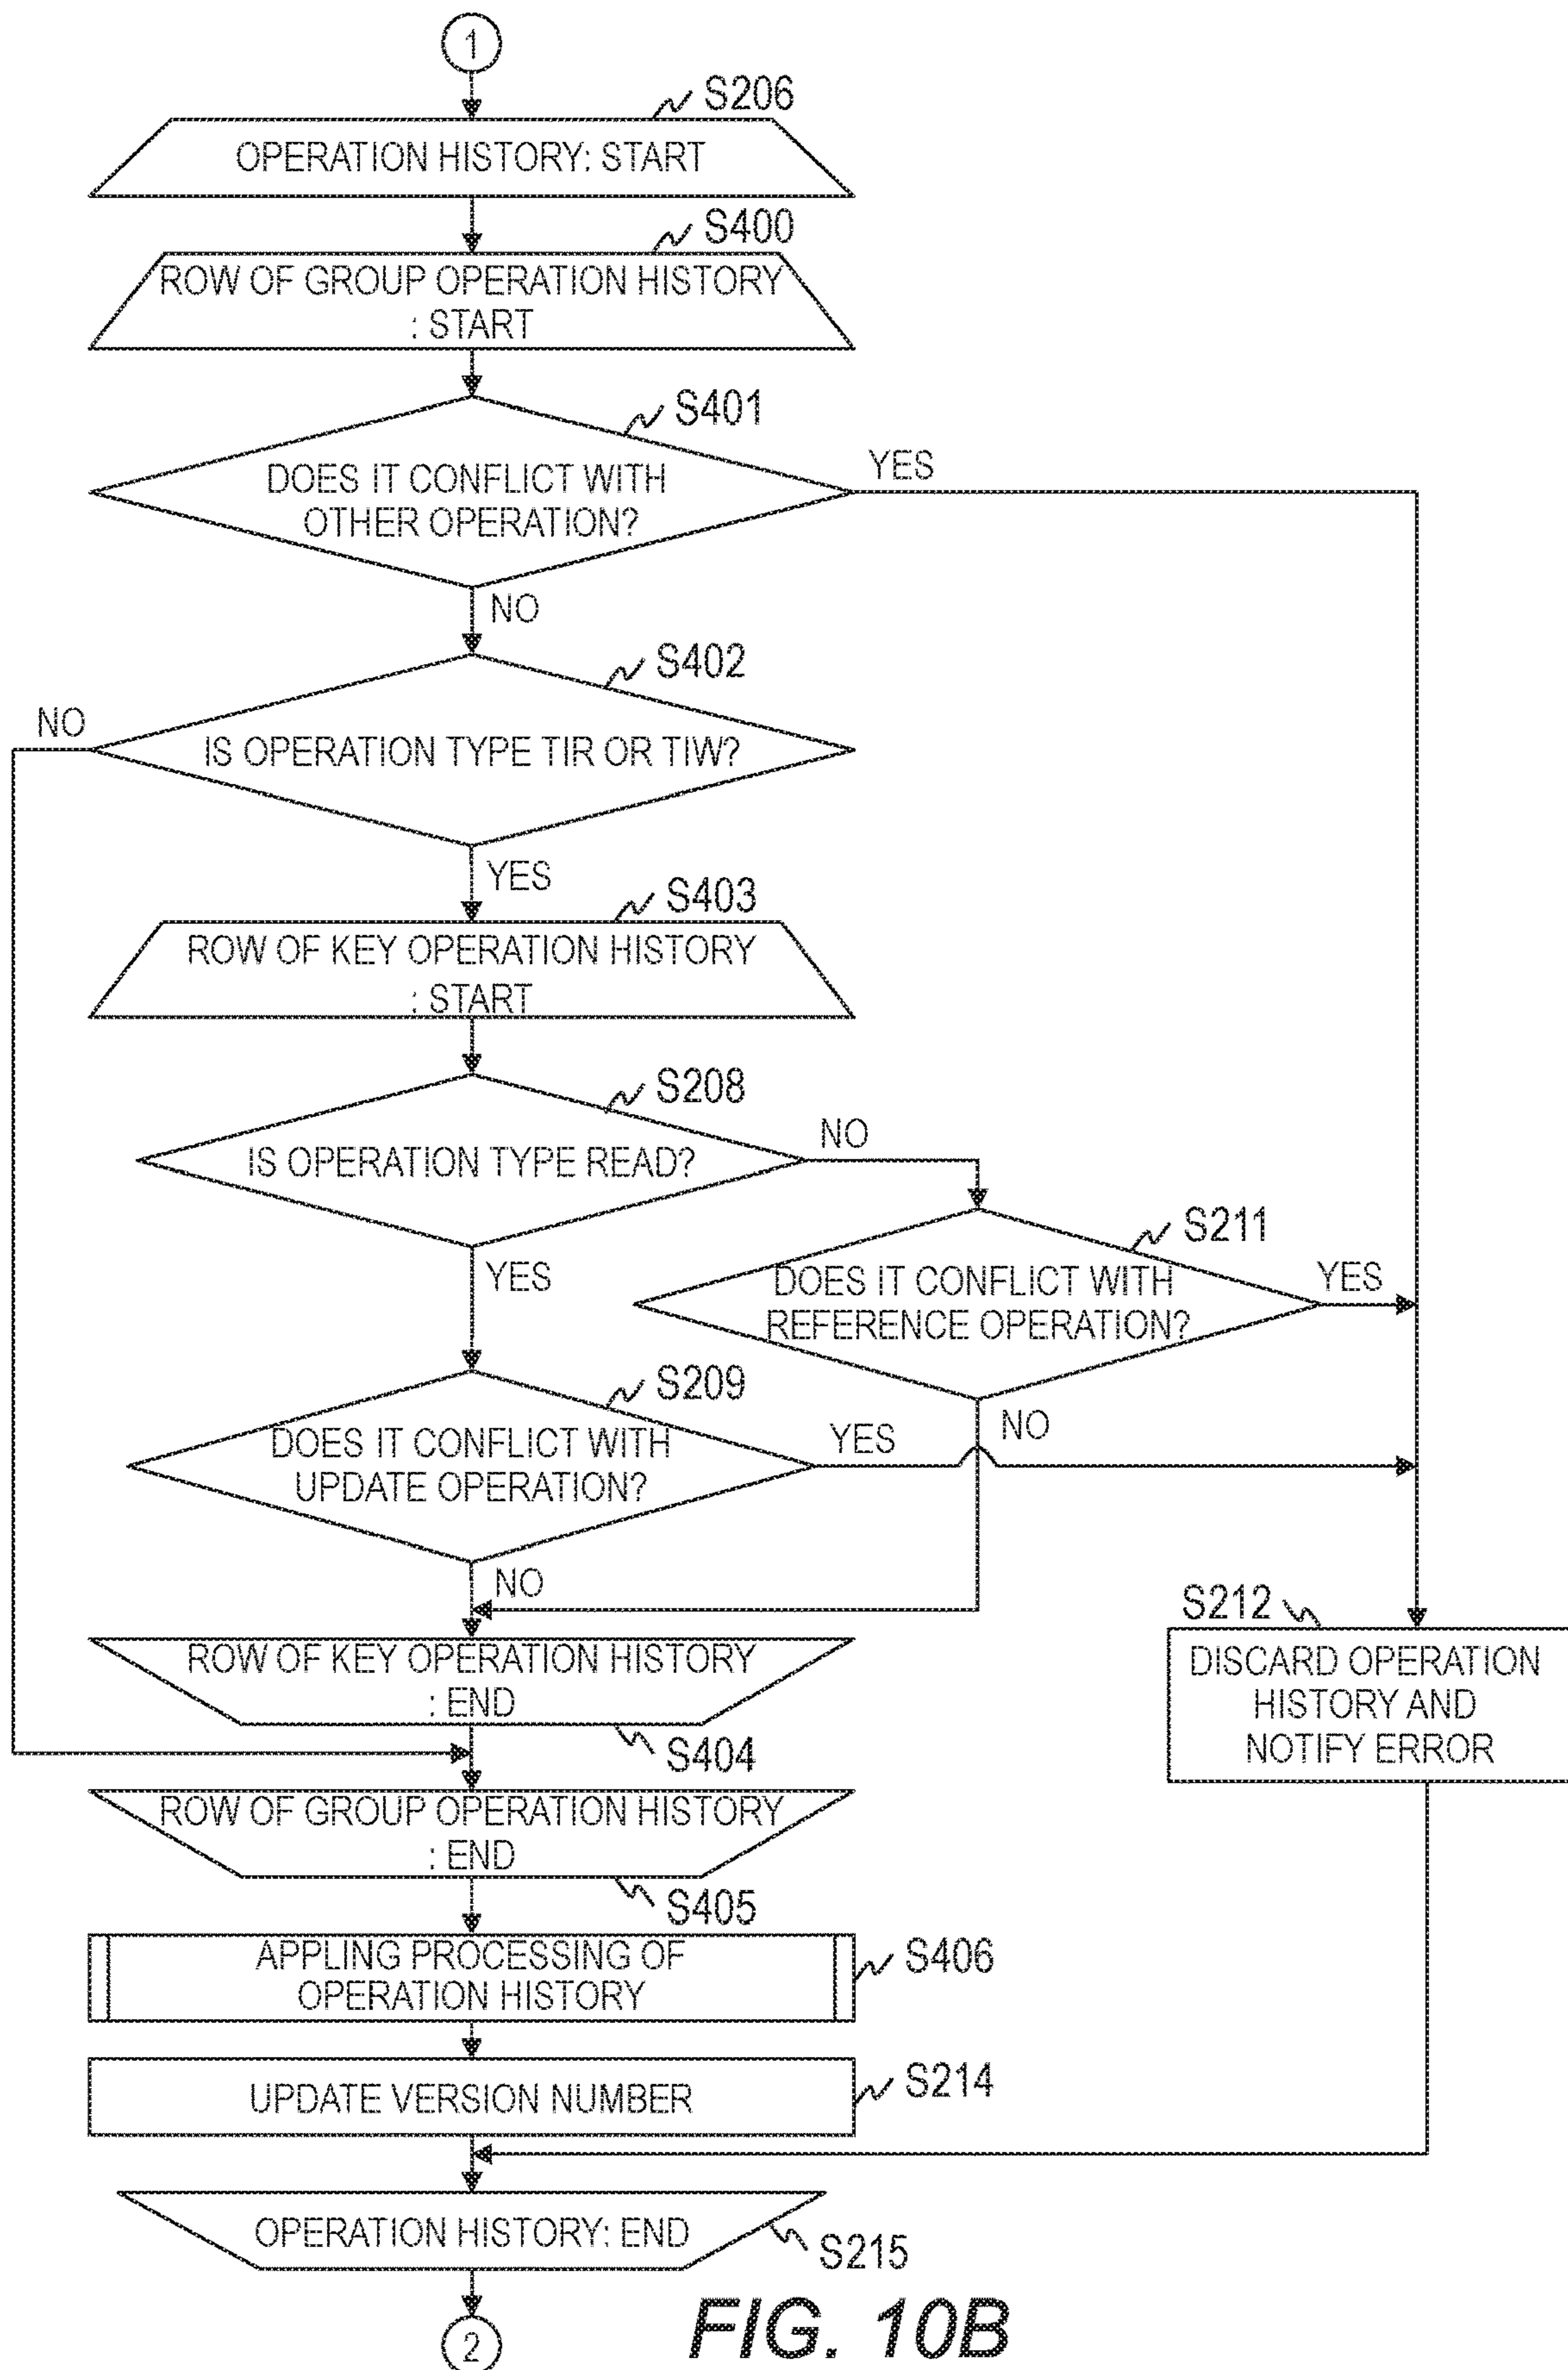 1
S206
OPERATION HISTORY: START
S400
ROW OF GROUP OPERATION HISTORY
: START
S401
DOES IT CONFLICT WITH
OTHER OPERATION?
YES
NO
S402
NO
IS OPERATION TYPE TIR OR TIW?
YES
S403
ROW OF KEY OPERATION HISTORY
: START
S208
IS OPERATION TYPE READ?
NO
YES
S211
DOES IT CONFLICT WITH
REFERENCE OPERATION?
YES
NO
S209
DOES IT CONFLICT WITH
UPDATE OPERATION?
YES
NO
S212
DISCARD OPERATION
HISTORY AND
NOTIFY ERROR
ROW OF KEY OPERATION HISTORY
: END
S404
ROW OF GROUP OPERATION HISTORY
: END
S405
APPLING PROCESSING OF
OPERATION HISTORY
S406
UPDATE VERSION NUMBER
S214
OPERATION HISTORY: END
S215
2
FIG. 10B